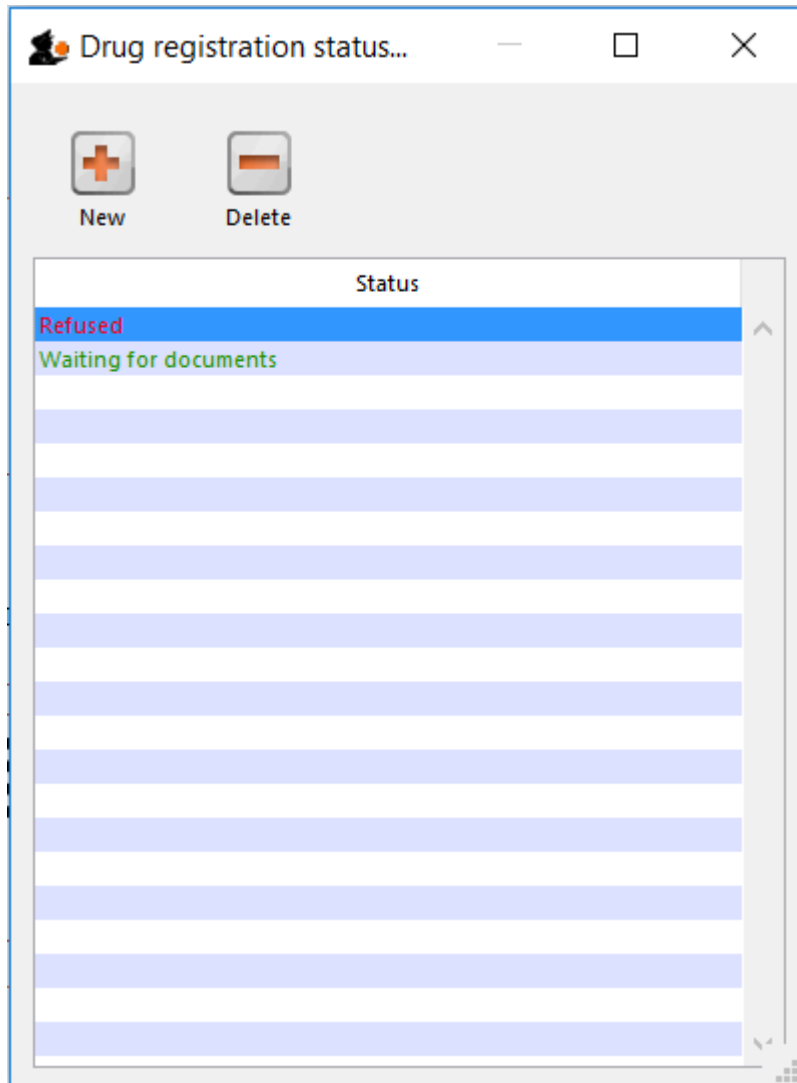 Drug registration status...
New Delete
Status
Refused
Waiting for documents